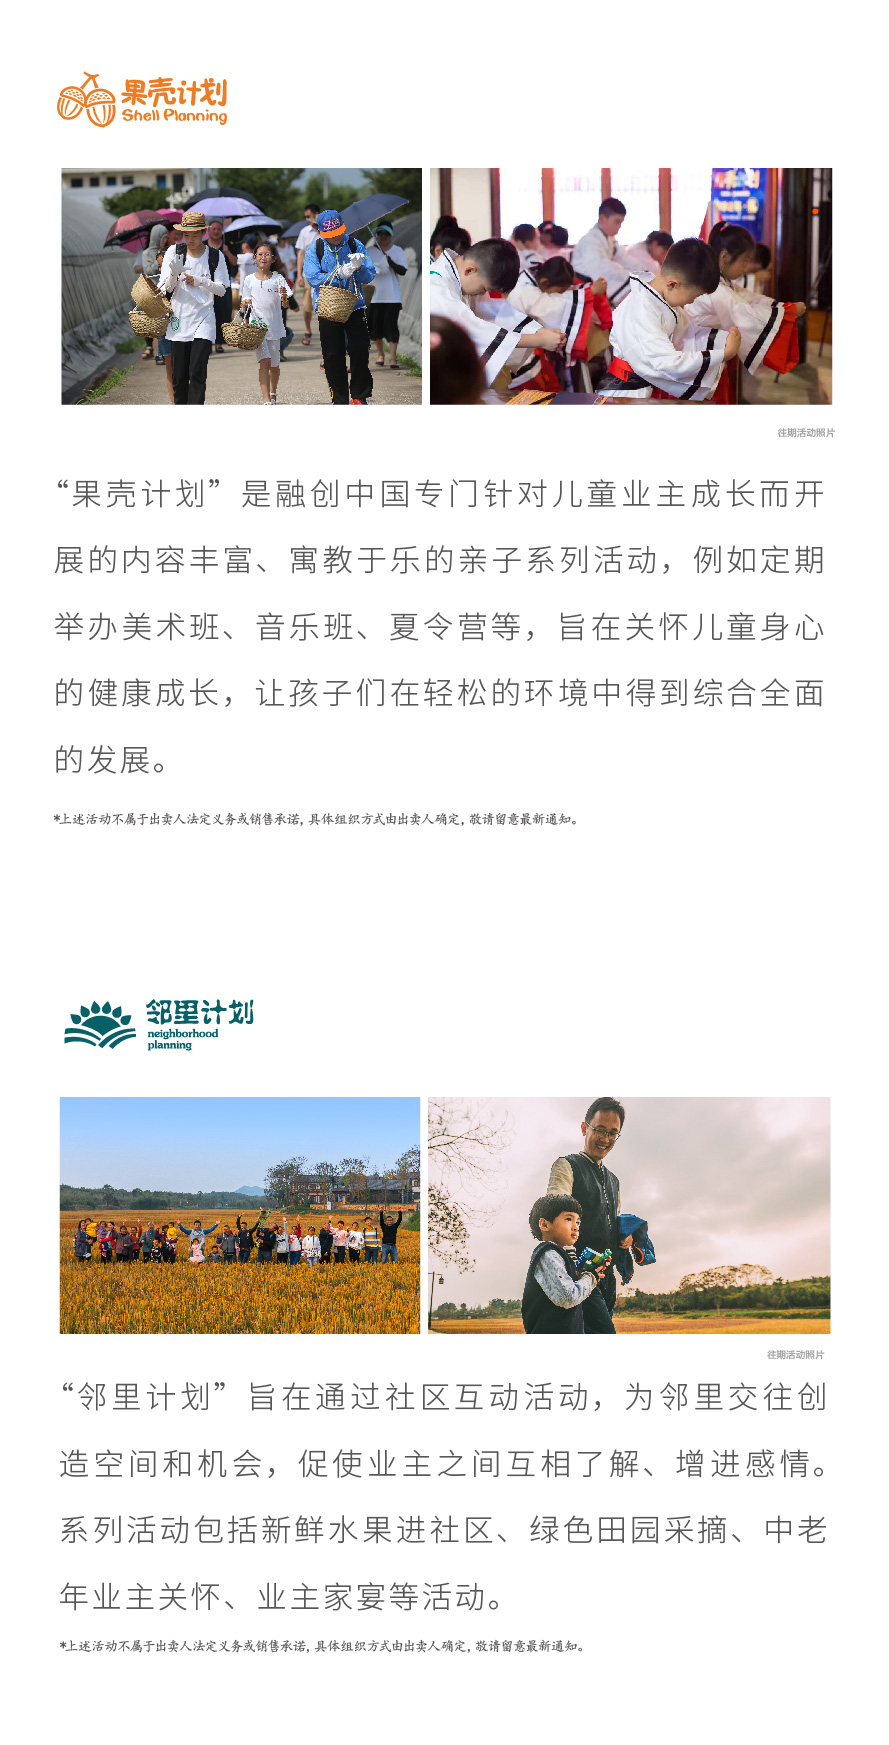 果壳计划
Shell Planning
往期活动照片
“果壳计划”是融创中国专门针对儿童业主成长而开
展的内容丰富、寓教于乐的亲子系列活动，例如定期
举办美术班、音乐班、夏令营等，旨在关怀儿童身心
的健康成长，让孩子们在轻松的环境中得到综合全面
的发展。
*上述活动不属于出卖人法定义务或销售承诺,具体组织方式由出卖人确定,敬请留意最新通知。
邻里计划
neighborhood
planning
往期活动照片
“邻里计划”旨在通过社区互动活动，为邻里交往创
造空间和机会，促使业主之间互相了解、增进感情。
系列活动包括新鲜水果进社区、绿色田园采摘、中老
年业主关怀、业主家宴等活动。
*上述活动不属于出卖人法定义务或销售承诺,具体组织方式由出卖人确定,敬请留意最新通知。